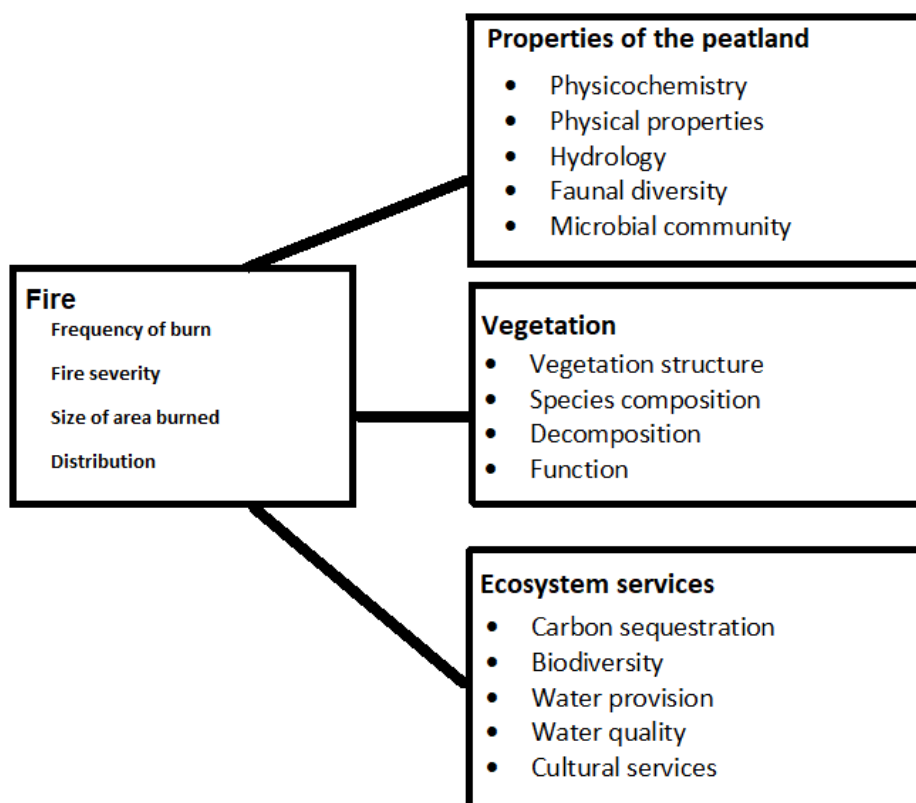 Properties of the peatland
• Physicochemistry
• Physical properties
• Hydrology
• Faunal diversity
• Microbial community
Fire
Frequency of burn
Fire severity
Size of area burned
Distribution
Vegetation
• Vegetation structure
• Species composition
• Decomposition
• Function
Ecosystem services
• Carbon sequestration
• Biodiversity
• Water provision
• Water quality
• Cultural services